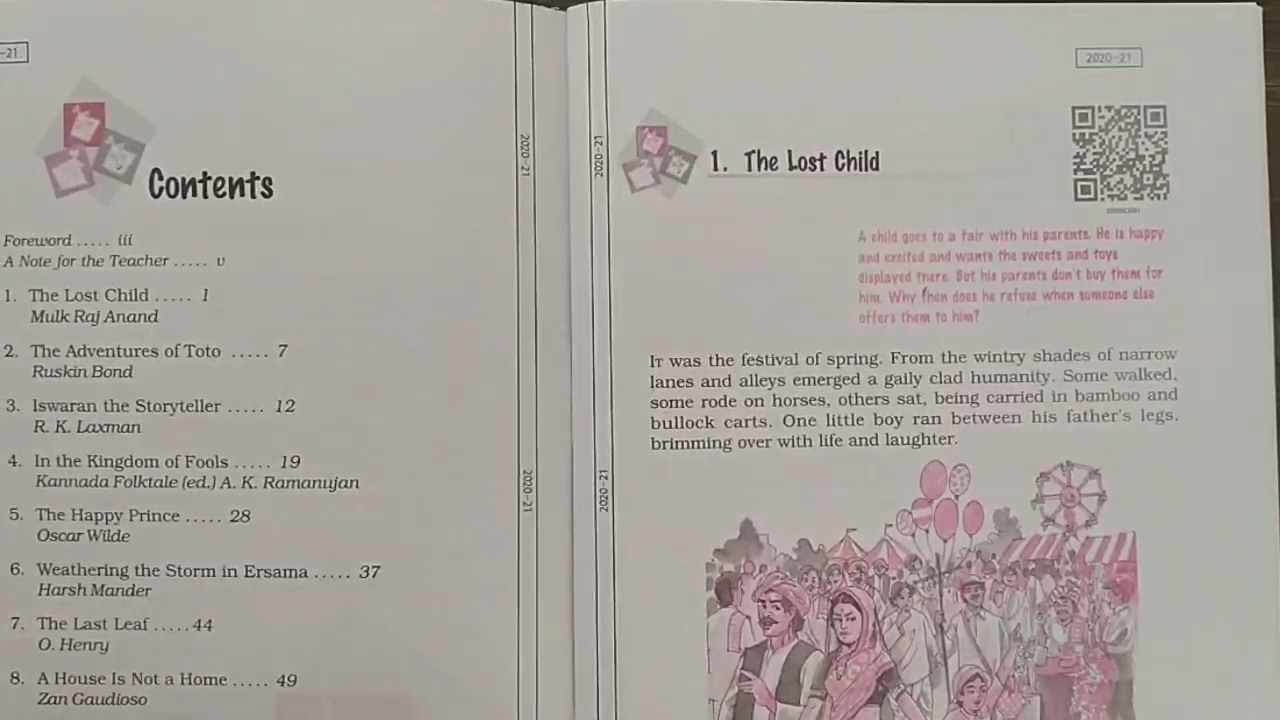 -21
Contents
Foreword ..... iii
A Note for the Teacher ..... v
1. The Lost Child ..... 1
Mulk Raj Anand
2. The Adventures of Toto ..... 7
Ruskin Bond
3. Iswaran the Storyteller ..... 12
R. K. Laxman
4. In the Kingdom of Fools ..... 19
Kannada Folktale (ed.) A. K. Ramanujan
5. The Happy Prince ..... 28
Oscar Wilde
6. Weathering the Storm in Ersama ..... 37
Harsh Mander
7. The Last Leaf ..... 44
O. Henry
8. A House Is Not a Home ..... 49
Zan Gaudioso
2020-21
2020-21
2020-21
2020-21
2020-21
1. The Lost Child
A child goes to a fair with his parents. He is happy
and excited and wants the sweets and toys
displayed there. But his parents don't buy them for
him. Why then does he refuse when someone else
offers them to him?
IT was the festival of spring. From the wintry shades of narrow
lanes and alleys emerged a gaily clad humanity. Some walked,
some rode on horses, others sat, being carried in bamboo and
bullock carts. One little boy ran between his father's legs,
brimming over with life and laughter.